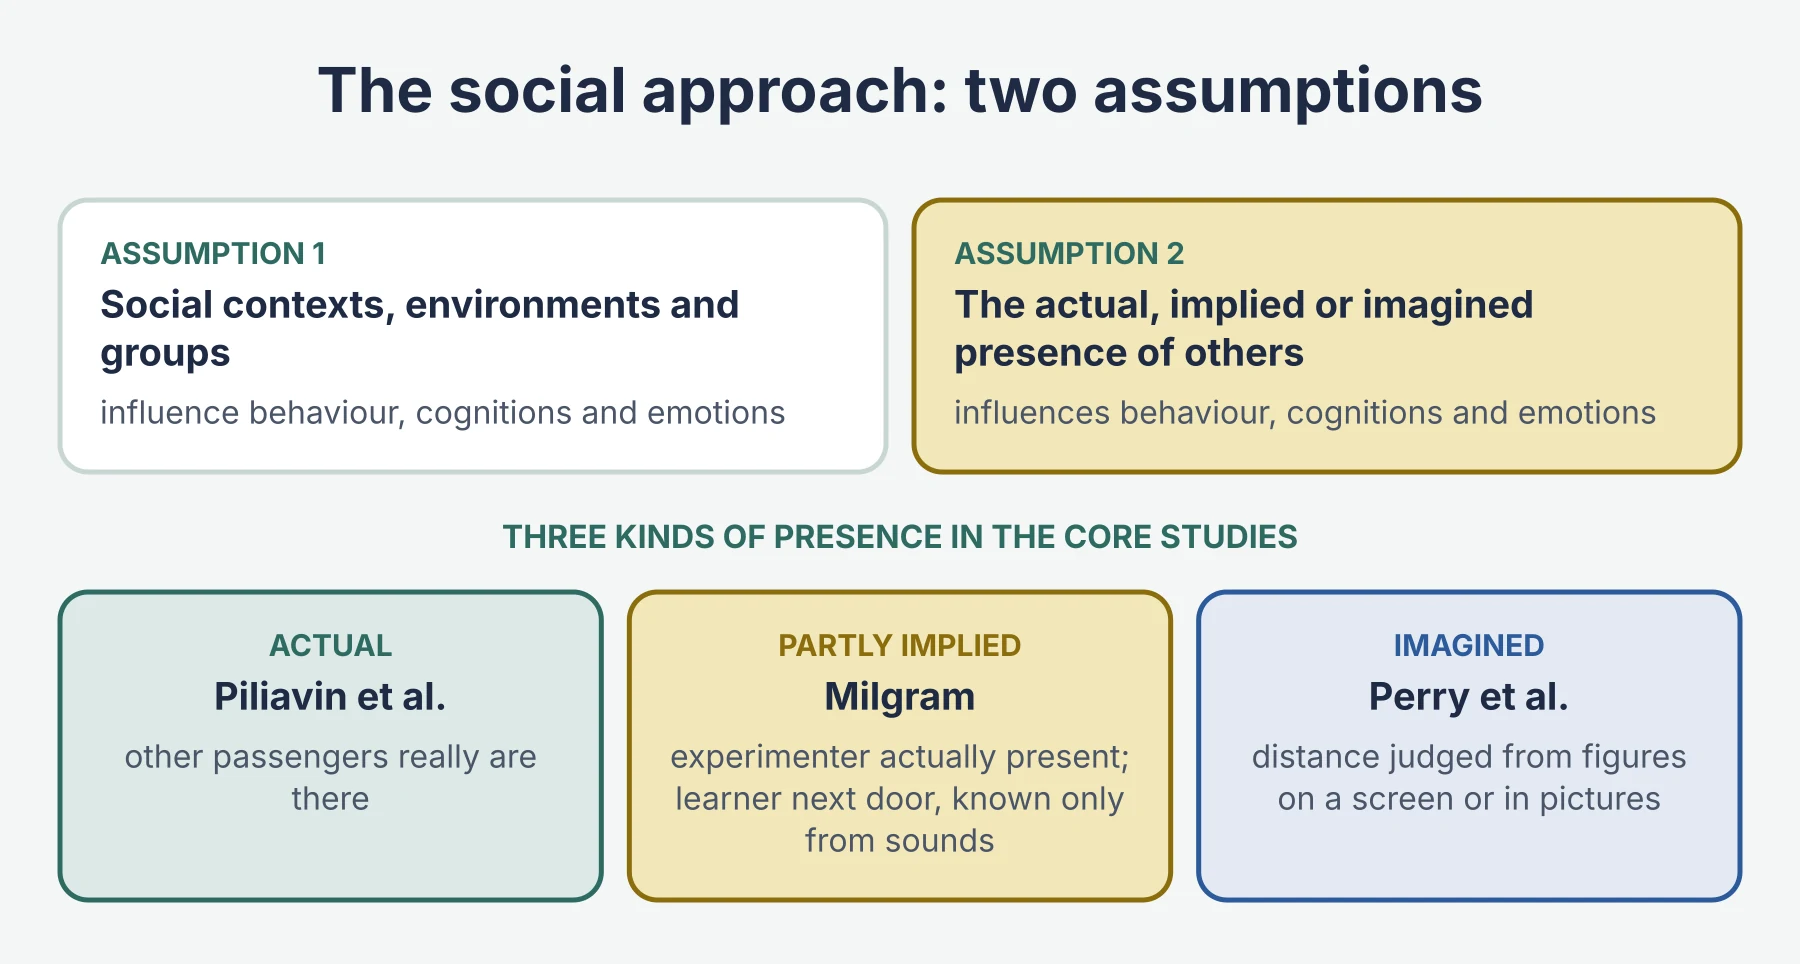 The social approach: two assumptions
ASSUMPTION 1
Social contexts, environments and
groups
influence behaviour, cognitions and emotions
ASSUMPTION 2
The actual, implied or imagined
presence of others
influences behaviour, cognitions and emotions
THREE KINDS OF PRESENCE IN THE CORE STUDIES
ACTUAL
Piliavin et al.
other passengers really are
there
PARTLY IMPLIED
Milgram
experimenter actually present;
learner next door, known only
from sounds
IMAGINED
Perry et al.
distance judged from figures
on a screen or in pictures